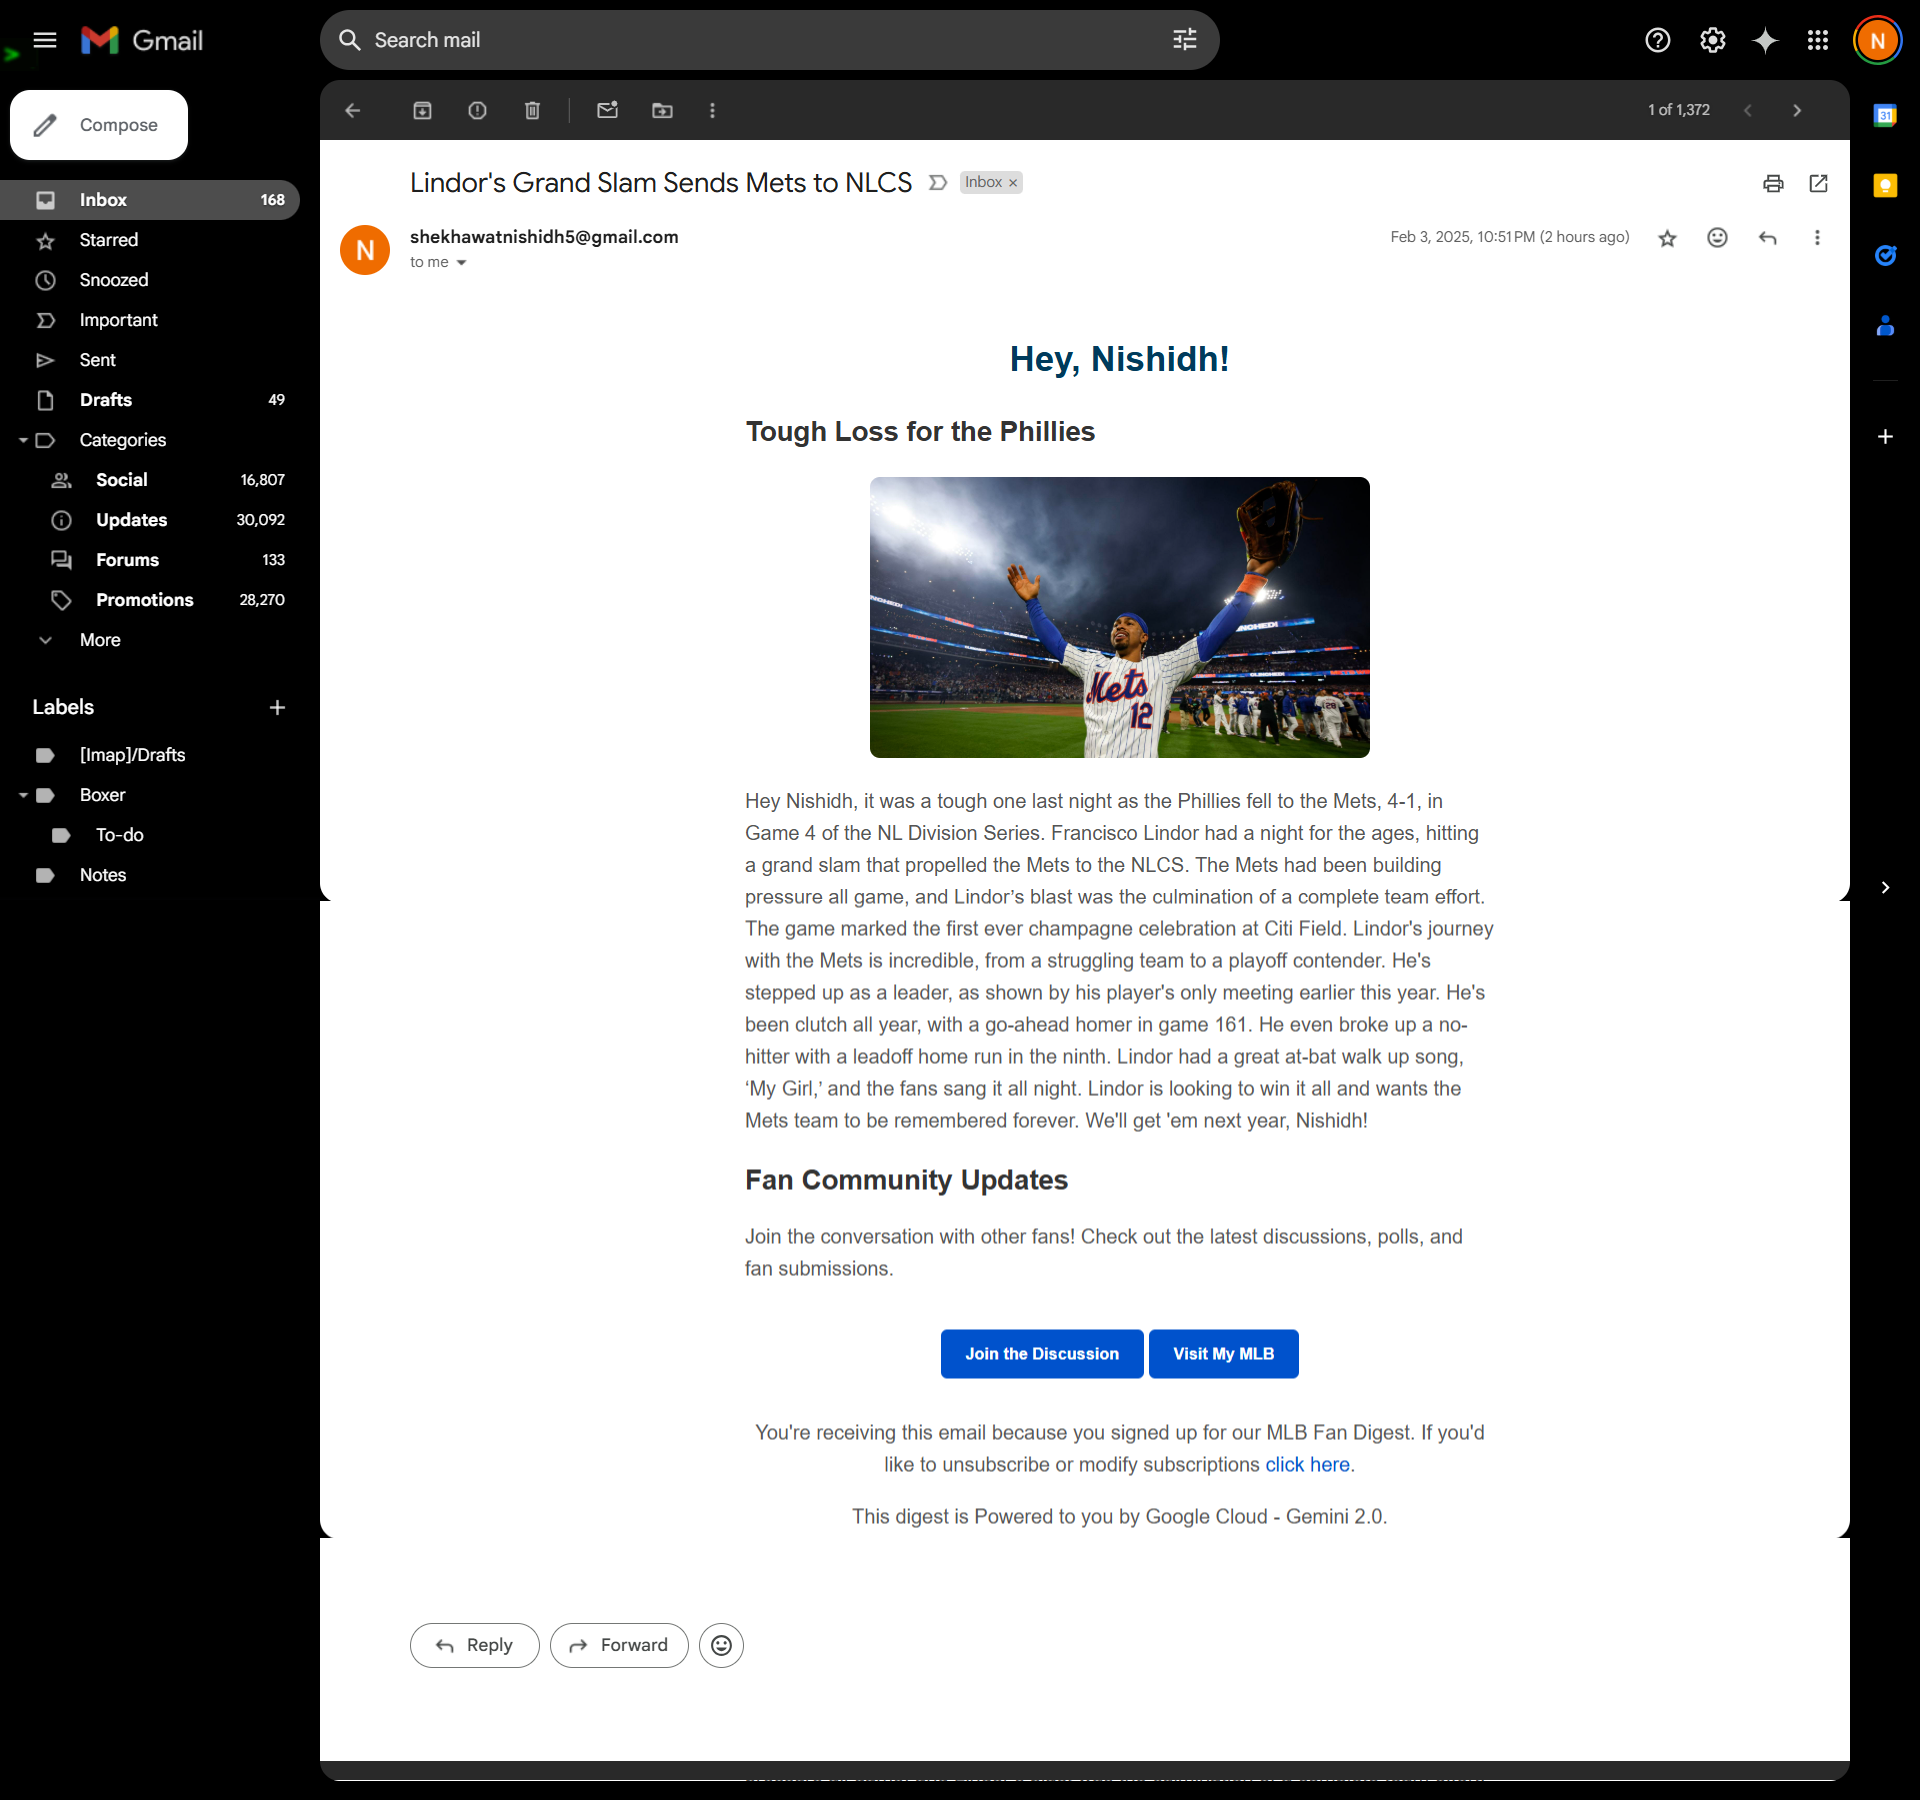 Gmail
Search mail
N
Compose
1 of 1,372
31
Inbox 168
Starred
Snoozed
Important
Sent
Drafts 49
Categories
Social 16,807
Updates 30,092
Forums 133
Promotions 28,270
More
Labels
[Imap]/Drafts
Boxer
To-do
Notes
Lindor's Grand Slam Sends Mets to NLCS
Inbox ×
N
shekhawatnishidh5@gmail.com
Feb 3, 2025, 10:51 PM (2 hours ago)
to me
Hey, Nishidh!
Tough Loss for the Phillies
Mets
12
28
Hey Nishidh, it was a tough one last night as the Phillies fell to the Mets, 4-1, in
Game 4 of the NL Division Series. Francisco Lindor had a night for the ages, hitting
a grand slam that propelled the Mets to the NLCS. The Mets had been building
pressure all game, and Lindor’s blast was the culmination of a complete team effort.
The game marked the first ever champagne celebration at Citi Field. Lindor's journey
with the Mets is incredible, from a struggling team to a playoff contender. He's
stepped up as a leader, as shown by his player's only meeting earlier this year. He's
been clutch all year, with a go-ahead homer in game 161. He even broke up a no-
hitter with a leadoff home run in the ninth. Lindor had a great at-bat walk up song,
‘My Girl,’ and the fans sang it all night. Lindor is looking to win it all and wants the
Mets team to be remembered forever. We'll get 'em next year, Nishidh!
Fan Community Updates
Join the conversation with other fans! Check out the latest discussions, polls, and
fan submissions.
Join the Discussion
Visit My MLB
You're receiving this email because you signed up for our MLB Fan Digest. If you'd
like to unsubscribe or modify subscriptions click here.
This digest is Powered to you by Google Cloud - Gemini 2.0.
Reply
Forward